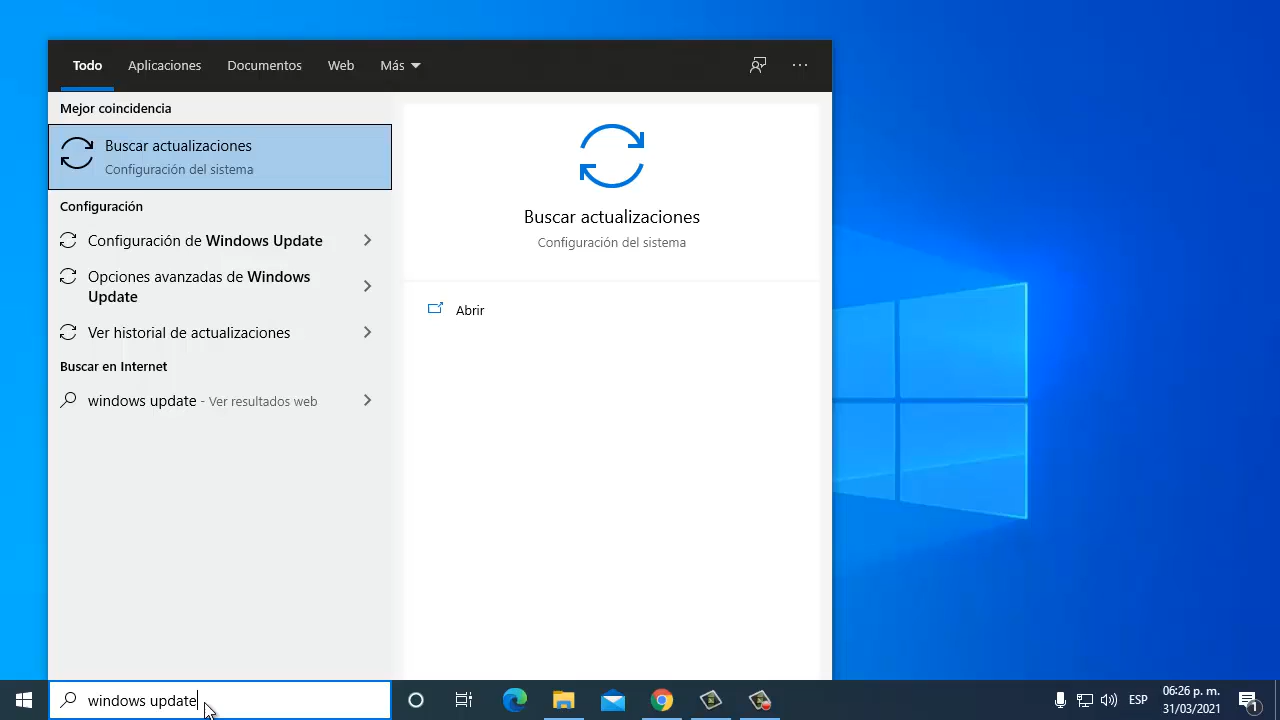 Todo Aplicaciones Documentos Web Más ...
Mejor coincidencia
Buscar actualizaciones
Configuración del sistema
Configuración
Configuración de Windows Update
Opciones avanzadas de Windows
Update
Ver historial de actualizaciones
Buscar en Internet
windows update - Ver resultados web
Buscar actualizaciones
Configuración del sistema
Abrir
windows update
ESP
06:26 p. m.
31/03/2021
1